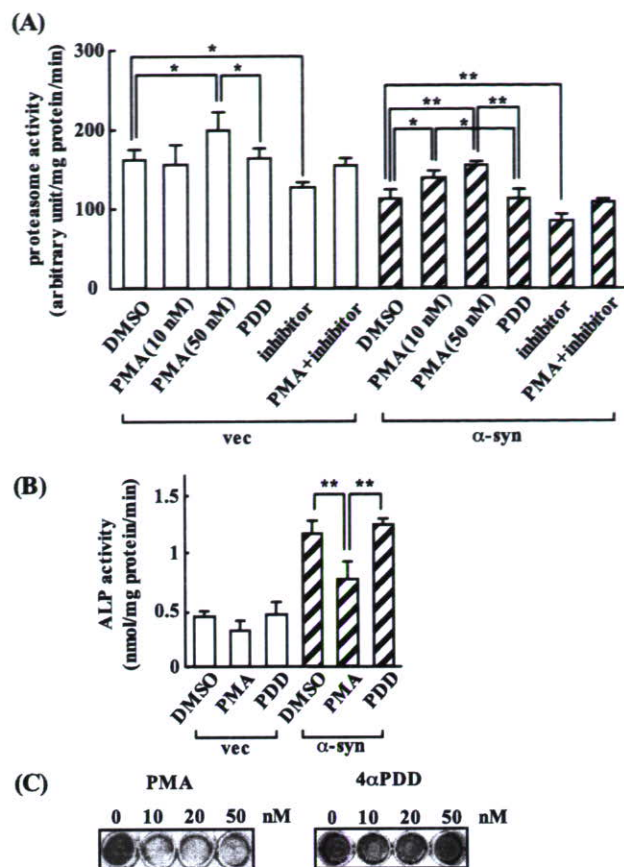 (A)
proteasome activity
(arbitrary unit/mg protein/min)
300
200
100
0
*
*
*
**
**
**
*
*
DMSO
PMA(10 nM)
PMA(50 nM)
PDD
inhibitor
PMA+inhibitor
DMSO
PMA(10 nM)
PMA(50 nM)
PDD
inhibitor
PMA+inhibitor
vec
α-syn
(B)
ALP activity
(nmol/mg protein/min)
1.5
1
0.5
0
**
**
DMSO
PMA
PDD
DMSO
PMA
PDD
vec
α-syn
(C)
PMA
4αPDD
0 10 20 50 nM
0 10 20 50 nM